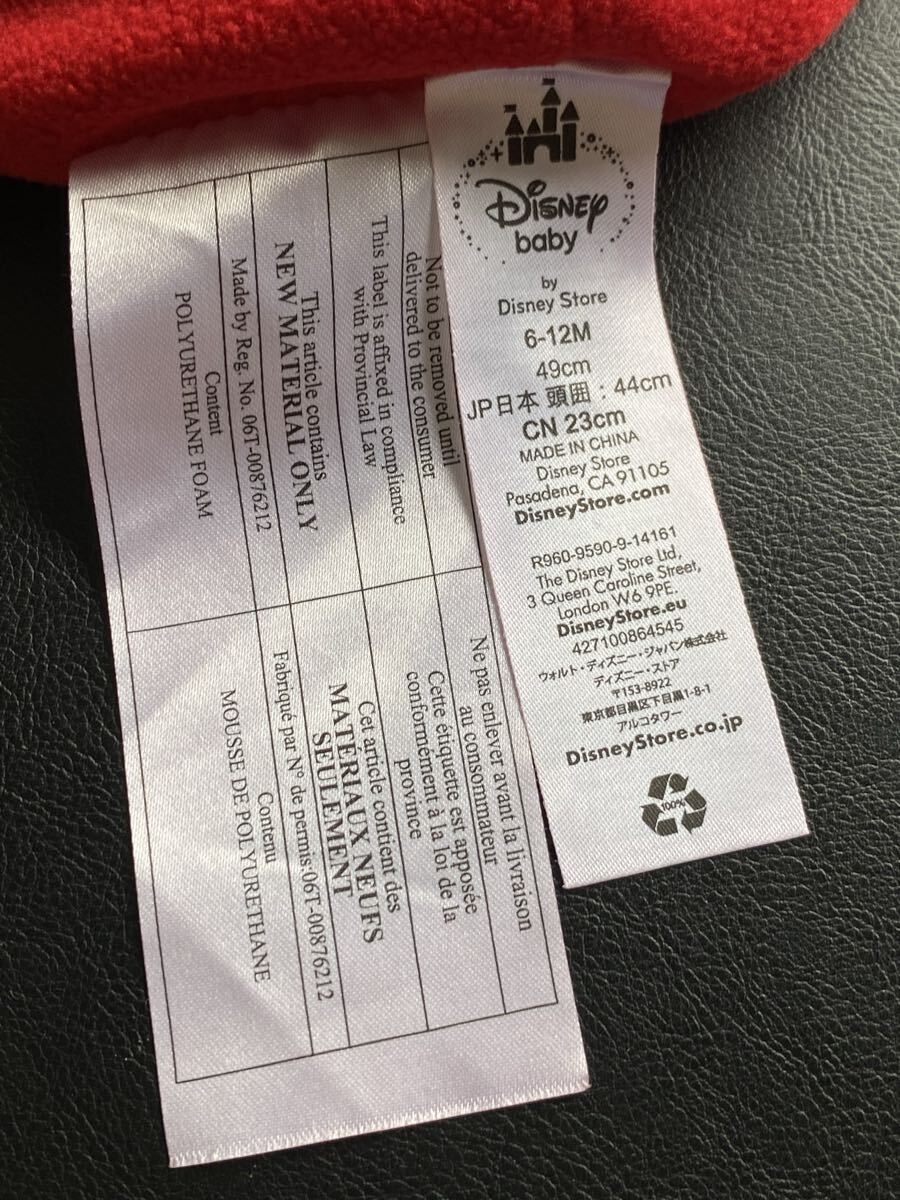 Disney
baby
by
Disney Store
6-12M
49cm
JP日本 頭囲：44cm
CN 23cm
MADE IN CHINA
Disney Store
Pasadena, CA 91105
DisneyStore.com
R960-9590-9-14161
The Disney Store Ltd,
3 Queen Caroline Street,
London W6 9PE.
DisneyStore.eu
427100864545
ウォルト・ディズニー・ジャパン株式会社
ディズニー・ストア
〒153-8922
東京都目黒区下目黒1-8-1
アルコタワー
DisneyStore.co.jp
100%
Not to be removed until
delivered to the consumer
This label is affixed in compliance
with Provincial Law
This article contains
NEW MATERIAL ONLY
Made by Reg. No. 06T-00876212
Content
POLYURETHANE FOAM
Ne pas enlever avant la livraison
au consommateur
Cette étiquette est apposée
conformément à la loi de la
province
Cet article contient des
MATÉRIAUX NEUFS
SEULEMENT
Fabriqué par N° de permis:06T-00876212
Contenu
MOUSSE DE POLYURETHANE